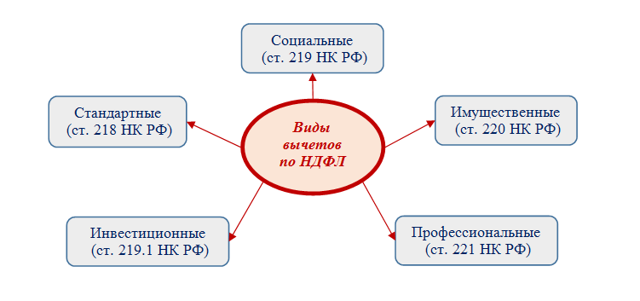 Социальные
(ст. 219 НК РФ)
Стандартные
(ст. 218 НК РФ)
Имущественные
(ст. 220 НК РФ)
Виды
вычетов
по НДФЛ
Инвестиционные
(ст. 219.1 НК РФ)
Профессиональные
(ст. 221 НК РФ)